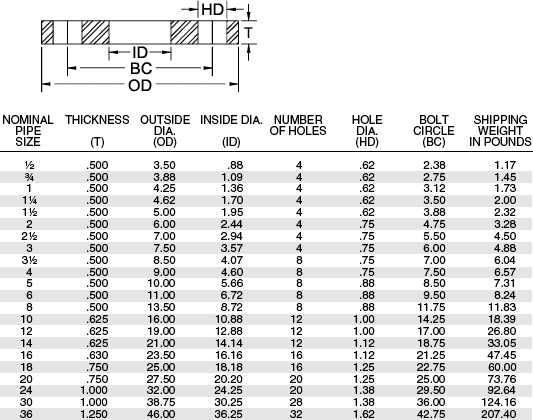 HD
T
ID
BC
OD
NOMINAL PIPE SIZE THICKNESS (T) OUTSIDE DIA. (OD) INSIDE DIA. (ID) NUMBER OF HOLES HOLE DIA. (HD) BOLT CIRCLE (BC) SHIPPING WEIGHT IN POUNDS
½ .500 3.50 .88 4 .62 2.38 1.17
¾ .500 3.88 1.09 4 .62 2.75 1.45
1 .500 4.25 1.36 4 .62 3.12 1.73
1¼ .500 4.62 1.70 4 .62 3.50 2.00
1½ .500 5.00 1.95 4 .62 3.88 2.32
2 .500 6.00 2.44 4 .75 4.75 3.28
2½ .500 7.00 2.94 4 .75 5.50 4.50
3 .500 7.50 3.57 4 .75 6.00 4.88
3½ .500 8.50 4.07 8 .75 7.00 6.04
4 .500 9.00 4.60 8 .75 7.50 6.57
5 .500 10.00 5.66 8 .88 8.50 7.31
6 .500 11.00 6.72 8 .88 9.50 8.24
8 .500 13.50 8.72 8 .88 11.75 11.83
10 .625 16.00 10.88 12 1.00 14.25 18.39
12 .625 19.00 12.88 12 1.00 17.00 26.80
14 .625 21.00 14.14 12 1.12 18.75 33.05
16 .630 23.50 16.16 16 1.12 21.25 47.45
18 .750 25.00 18.18 16 1.25 22.75 60.00
20 .750 27.50 20.20 20 1.25 25.00 73.76
24 1.000 32.00 24.25 20 1.38 29.50 92.64
30 1.000 38.75 30.25 28 1.38 36.00 124.16
36 1.250 46.00 36.25 32 1.62 42.75 207.40